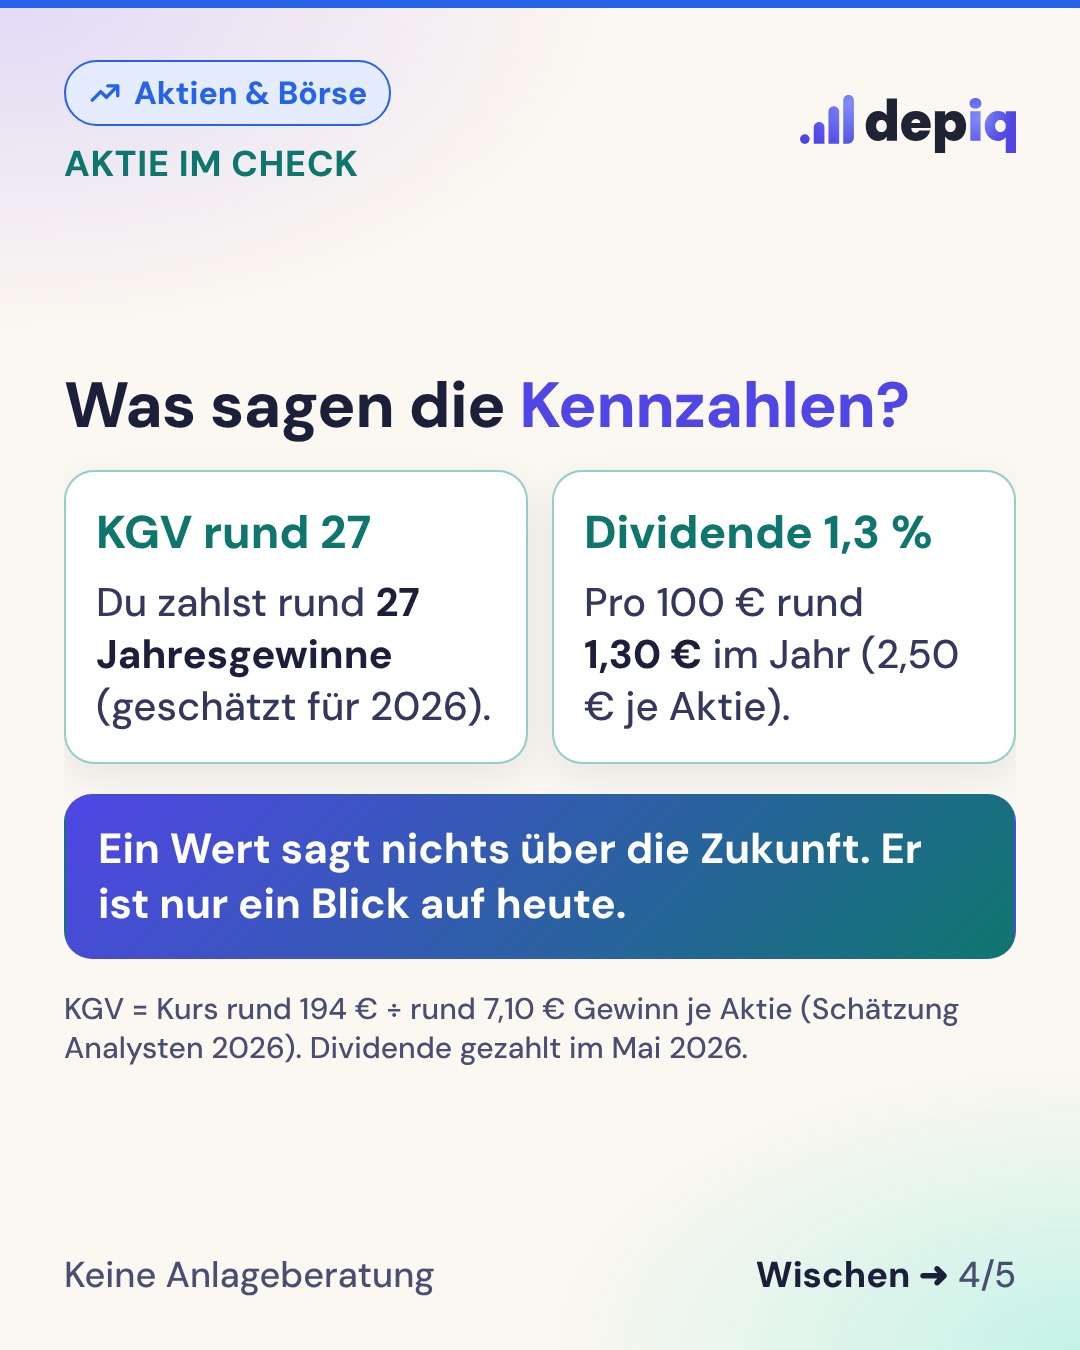 Aktien & Börse
AKTIE IM CHECK
depiq
Was sagen die Kennzahlen?
KGV rund 27
Du zahlst rund 27
Jahresgewinne
(geschätzt für 2026).
Dividende 1,3 %
Pro 100 € rund
1,30 € im Jahr (2,50
€ je Aktie).
Ein Wert sagt nichts über die Zukunft. Er
ist nur ein Blick auf heute.
KGV = Kurs rund 194 € ÷ rund 7,10 € Gewinn je Aktie (Schätzung
Analysten 2026). Dividende gezahlt im Mai 2026.
Keine Anlageberatung
Wischen ➜ 4/5